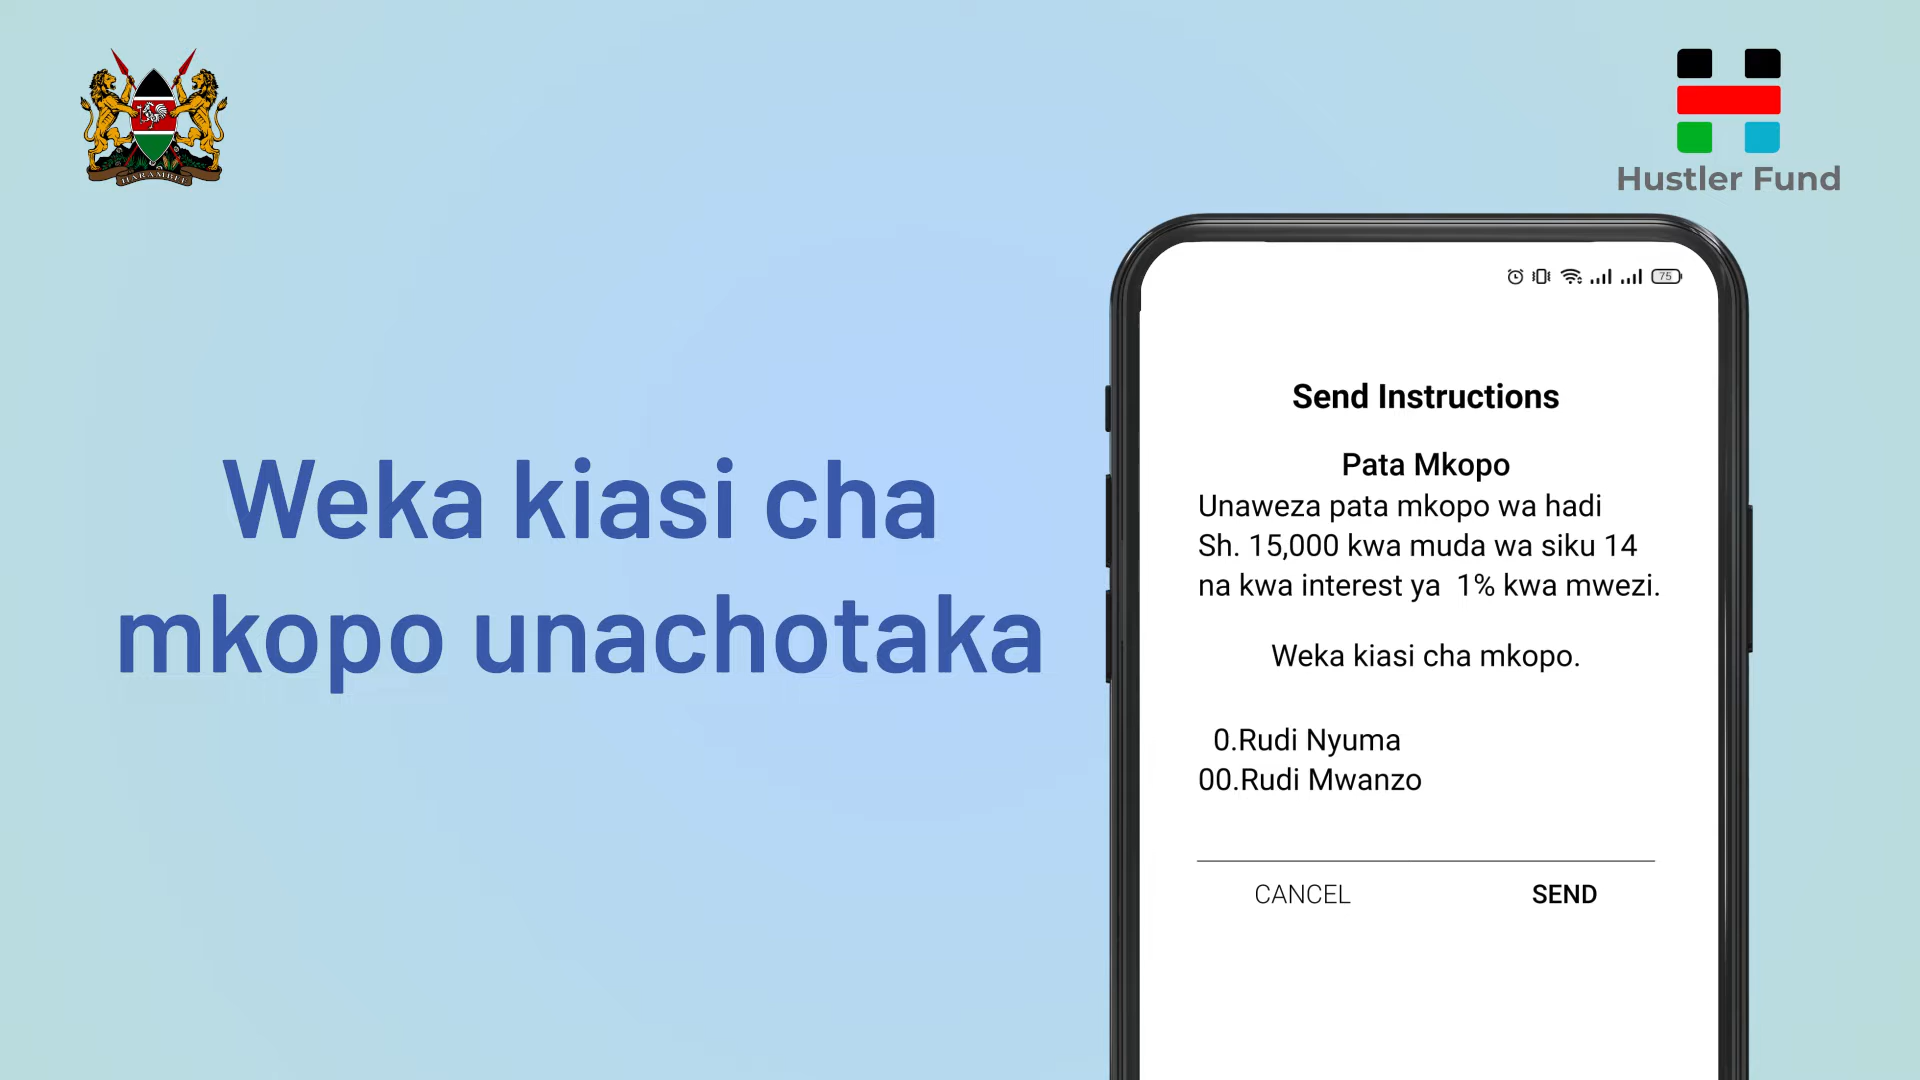 HARAMBEE
Hustler Fund
75
Weka kiasi cha
mkopo unachotaka
Send Instructions
Pata Mkopo
Unaweza pata mkopo wa hadi
Sh. 15,000 kwa muda wa siku 14
na kwa interest ya 1% kwa mwezi.
Weka kiasi cha mkopo.
0.Rudi Nyuma
00.Rudi Mwanzo
CANCEL SEND